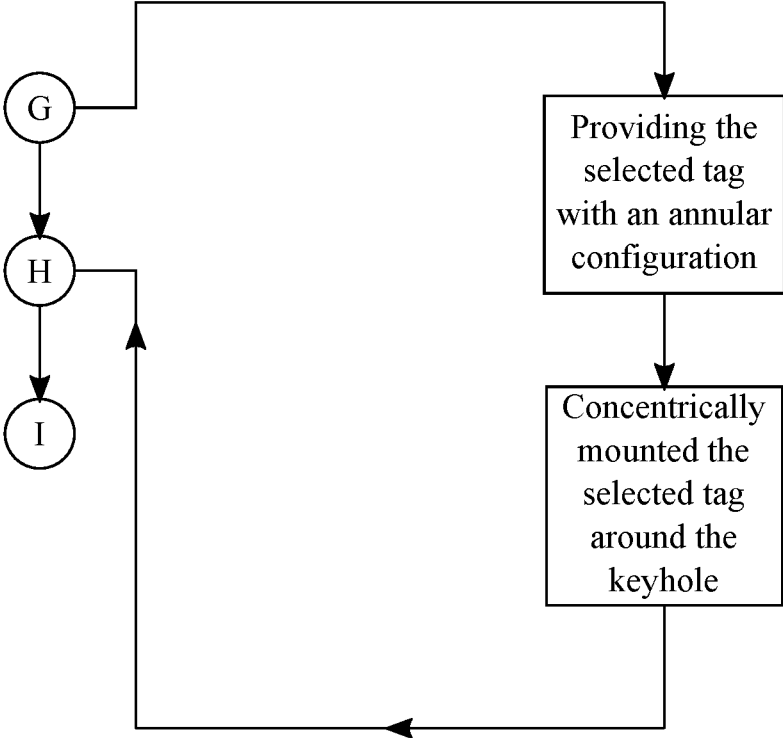 G
Providing the
selected tag
with an annular
configuration
H
Concentrically
mounted the
selected tag
around the
keyhole
I